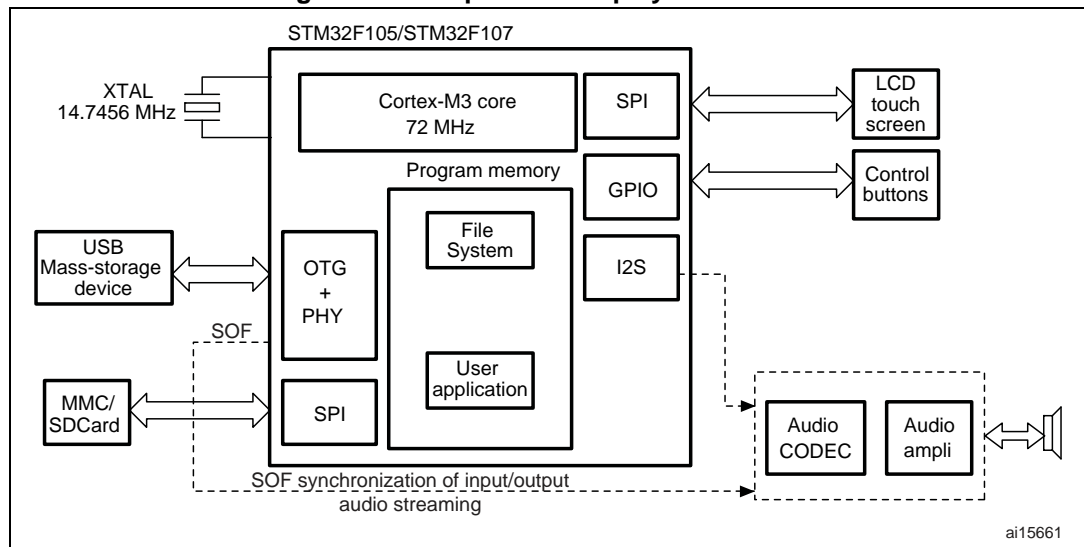 STM32F105/STM32F107
XTAL
14.7456 MHz
Cortex-M3 core
72 MHz
SPI
LCD
touch
screen
Program memory
GPIO
Control
buttons
File
System
USB
Mass-storage
device
OTG
+
PHY
I2S
SOF
User
application
MMC/
SDCard
SPI
Audio
CODEC
Audio
ampli
SOF synchronization of input/output
audio streaming
ai15661